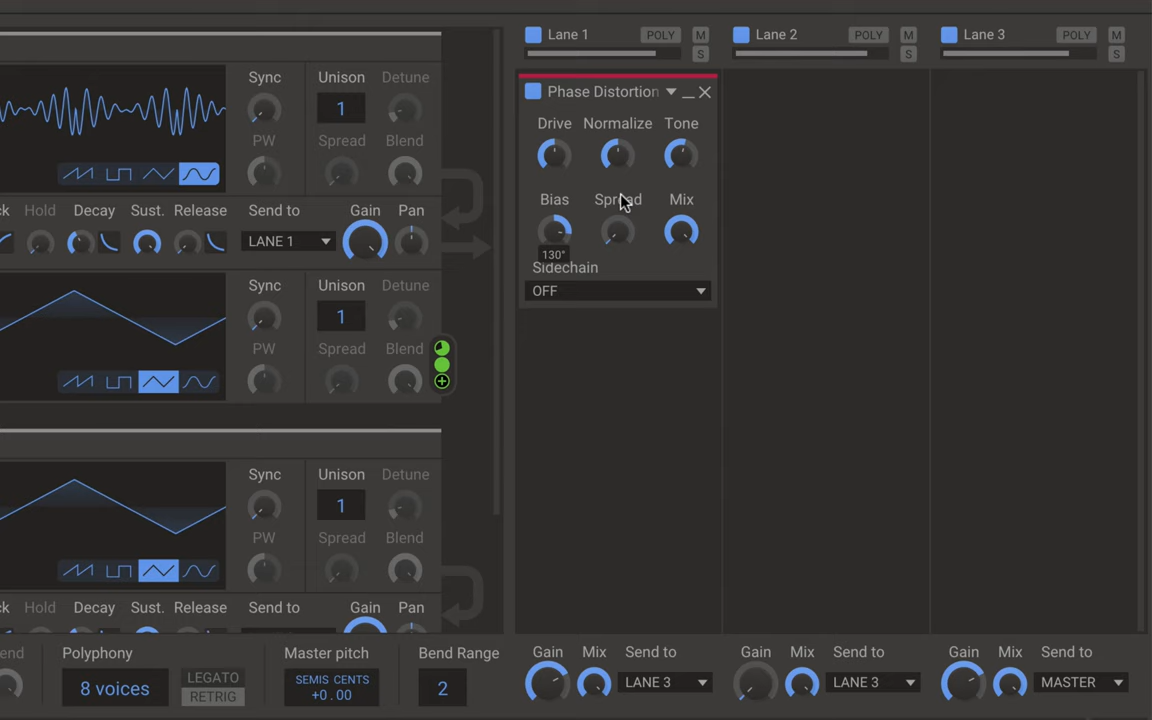 Lane 1 POLY M
S
Lane 2 POLY M
S
Lane 3 POLY M
S
Sync Unison Detune
1
PW Spread Blend
ck Hold Decay Sust. Release Send to Gain Pan
LANE 1
Phase Distortion
Drive Normalize Tone
Bias Spread Mix
130°
Sidechain
OFF
Sync Unison Detune
1
PW Spread Blend
Sync Unison Detune
1
PW Spread Blend
ck Hold Decay Sust. Release Send to Gain Pan
end
Polyphony
8 voices
LEGATO
RETRIG
Master pitch
SEMIS CENTS
+0.00
Bend Range
2
Gain Mix Send to
LANE 3
Gain Mix Send to
LANE 3
Gain Mix Send to
MASTER